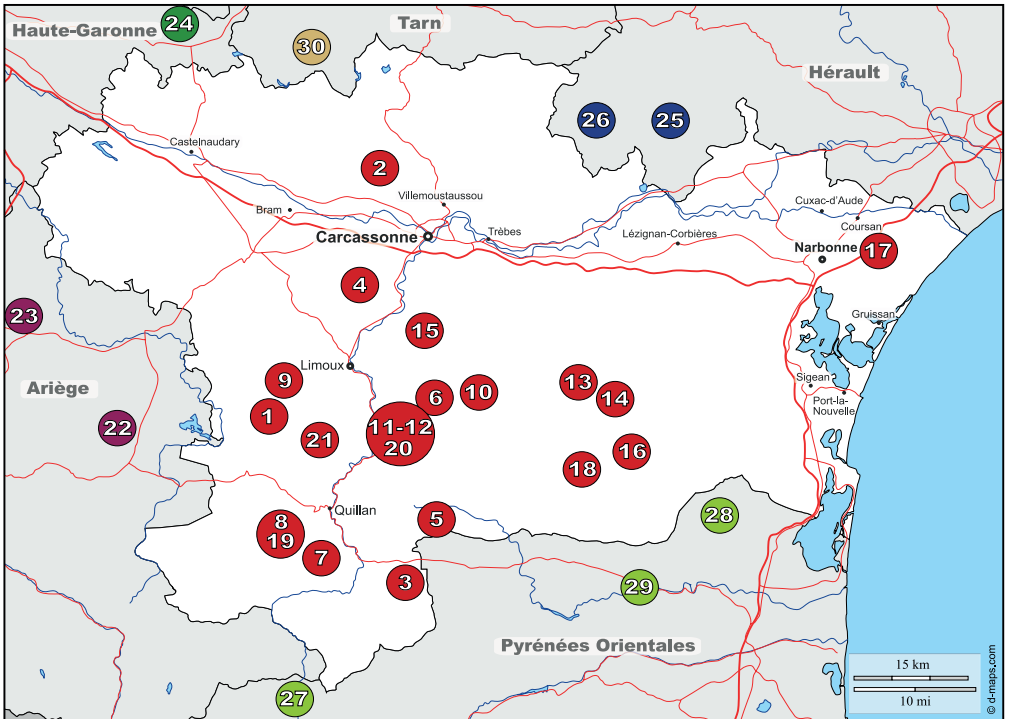 Haute-Garonne
24
Tarn
30
Hérault
26
25
Castelnaudary
2
Villemoustaussou
Bram
Cuxac-d'Aude
Coursan
Carcassonne
Trèbes
Lézignan-Corbières
Narbonne
17
4
23
15
Gruissan
Limoux
Ariège
9
6
10
13
14
Sigean
Port-la-
Nouvelle
1
22
21
11-12
20
16
18
Quillan
5
28
8
19
7
3
29
Pyrénées Orientales
27
15 km
10 mi
© d-maps.com